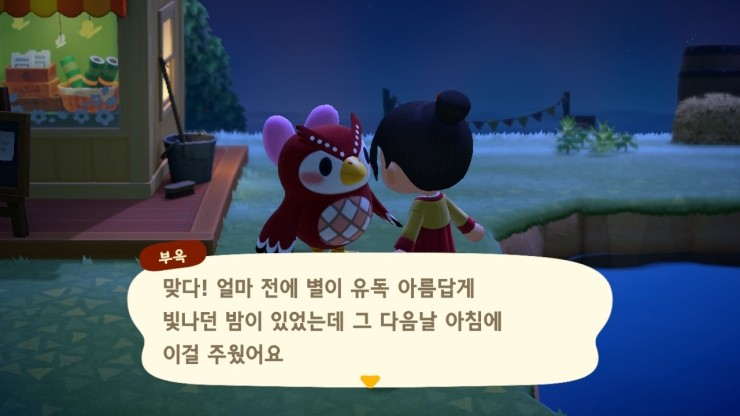 부옥
맞다! 얼마 전에 별이 유독 아름답게
빛나던 밤이 있었는데 그 다음날 아침에
이걸 주웠어요